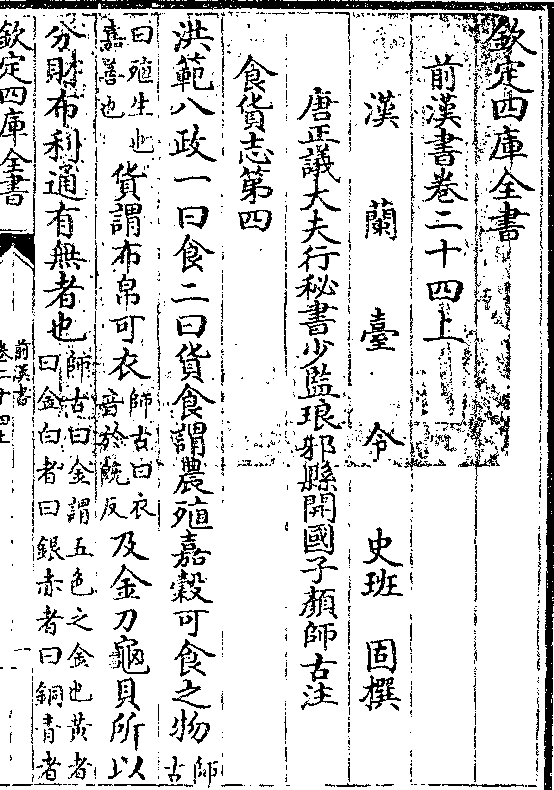 欽定四庫全書
前漢書卷二十四上
漢蘭臺令史班固撰
唐正議大夫行秘書少監琅邪縣開國子顏師古注
食貨志第四
洪範八政一曰食二曰貨食謂農殖嘉穀可食之物師古
曰殖生也嘉善也貨謂布帛可衣師古曰衣音於既反及金刀龜貝所以
分財布利通有無者也師古曰金謂五色之金也黃者曰金白者曰銀赤者曰銅青者
欽定四庫全書
前漢書
卷二十四上
一